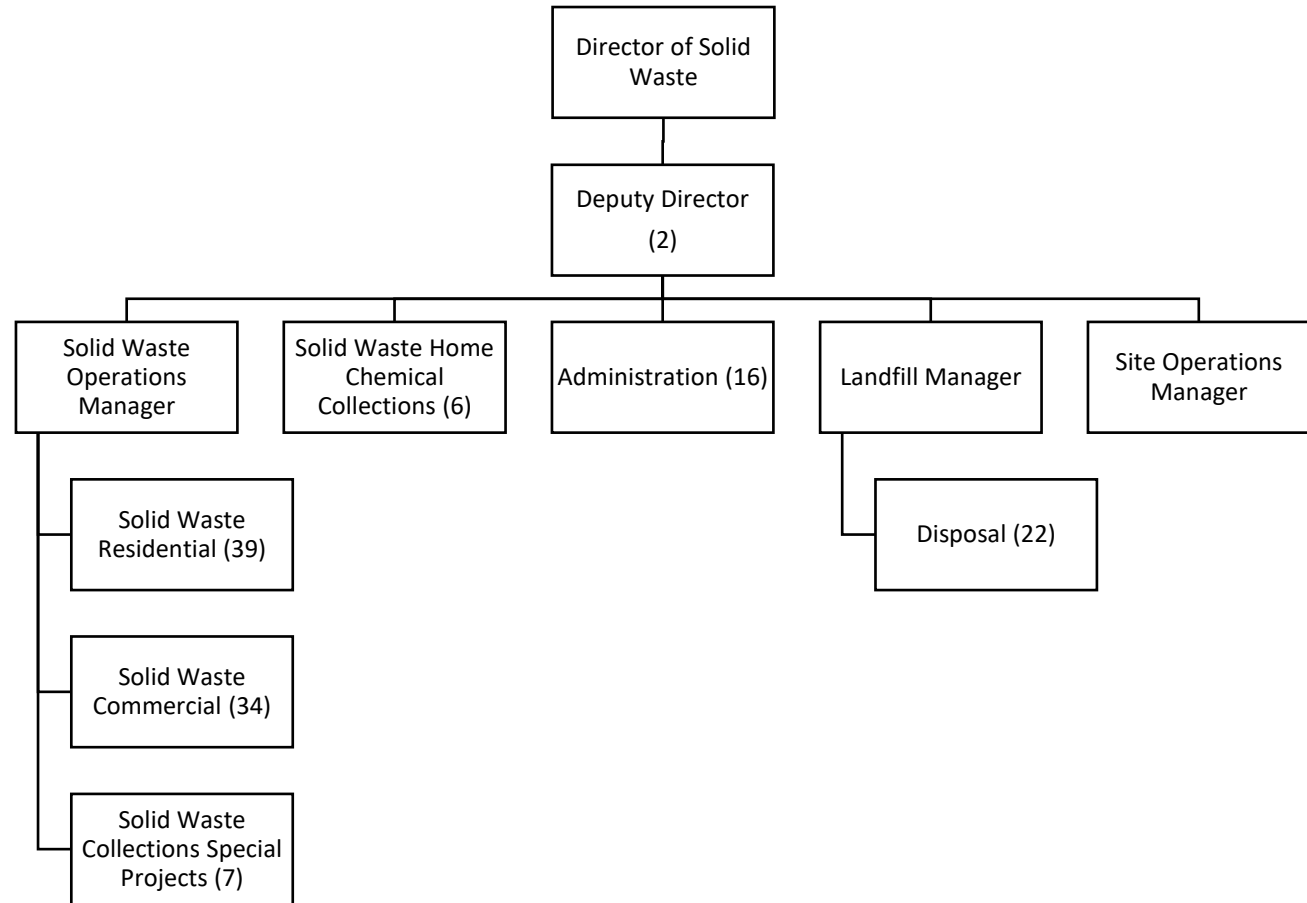 Director of Solid
Waste
Deputy Director
(2)
Solid Waste
Operations
Manager
Solid Waste Home
Chemical
Collections (6)
Administration (16)
Landfill Manager
Site Operations
Manager
Solid Waste
Residential (39)
Disposal (22)
Solid Waste
Commercial (34)
Solid Waste
Collections Special
Projects (7)